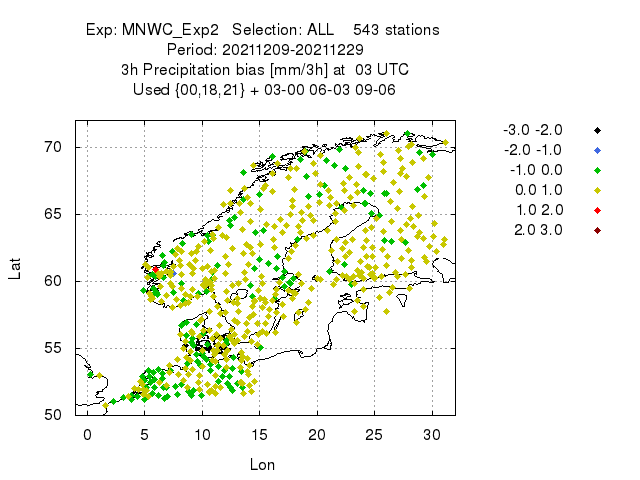 Exp: MNWC_Exp2 Selection: ALL 543 stations
Period: 20211209-20211229
3h Precipitation bias [mm/3h] at 03 UTC
Used {00,18,21} + 03-00 06-03 09-06
-3.0 -2.0
-2.0 -1.0
-1.0 0.0
0.0 1.0
1.0 2.0
2.0 3.0
70
65
60
55
50
Lat
0 5 10 15 20 25 30
Lon